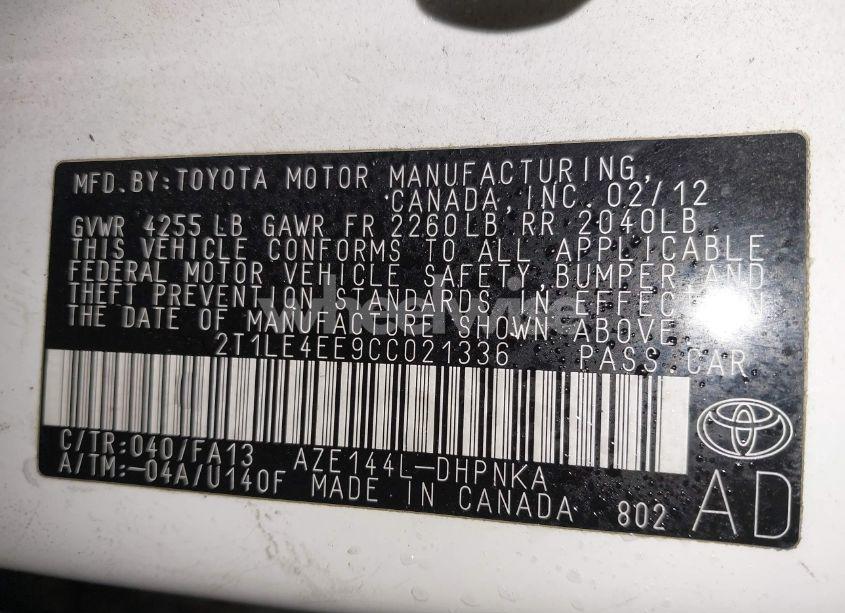 MFD.BY:TOYOTA MOTOR MANUFACTURING,
CANADA,INC. 02/12
GVWR 4255 LB GAWR FR 2260LB RR 2040LB
THIS VEHICLE CONFORMS TO ALL APPLICABLE
FEDERAL MOTOR VEHICLE SAFETY,BUMPER AND
THEFT PREVENTION STANDARDS IN EFFECT ON
THE DATE OF MANUFACTURE SHOWN ABOVE.
2T1LE4EE9CC021336 PASS CAR
C/TR:040/FA13 AZE144L-DHPNKA
A/TM:-04A/U140F MADE IN CANADA 802
AD